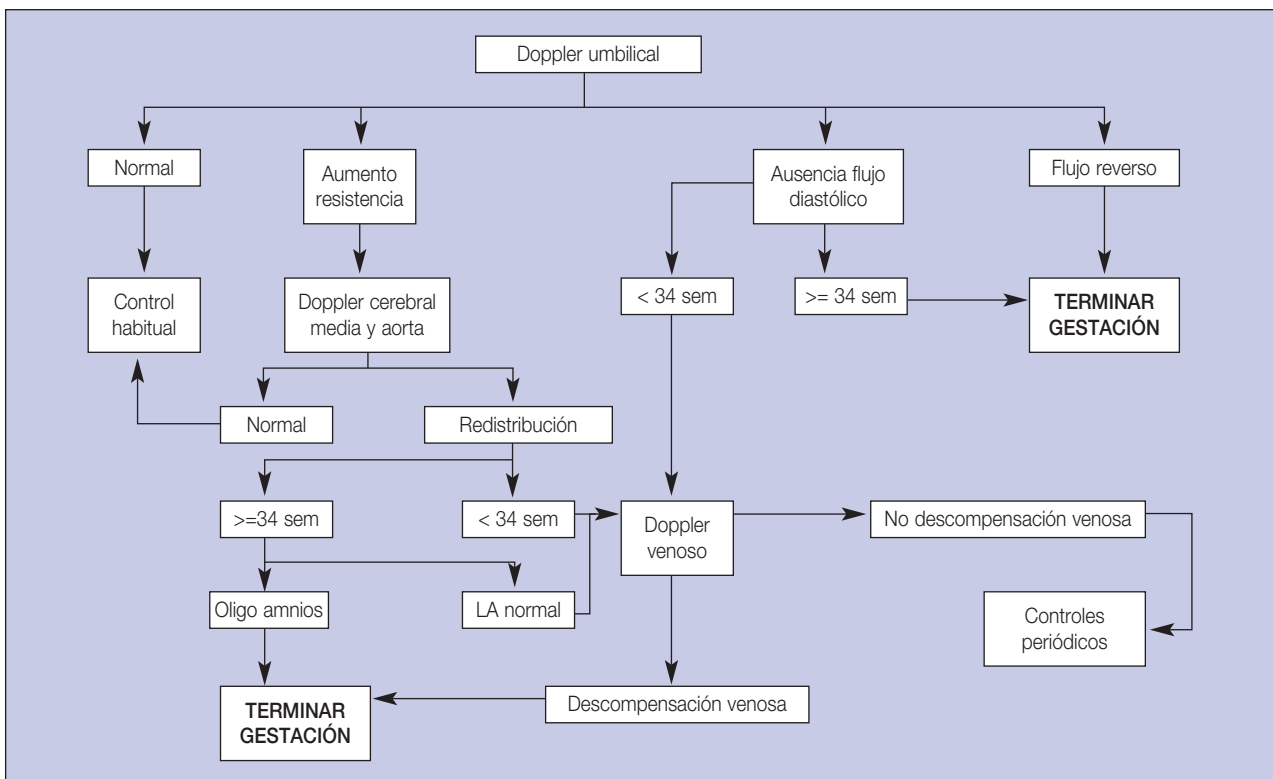 Doppler umbilical
Normal
Aumento
resistencia
Ausencia flujo
diastólico
Flujo reverso
Control
habitual
Doppler cerebral
media y aorta
< 34 sem
>= 34 sem
TERMINAR
GESTACIÓN
Normal
Redistribución
>=34 sem
< 34 sem
Doppler
venoso
No descompensación venosa
Oligo amnios
LA normal
Controles
periódicos
TERMINAR
GESTACIÓN
Descompensación venosa